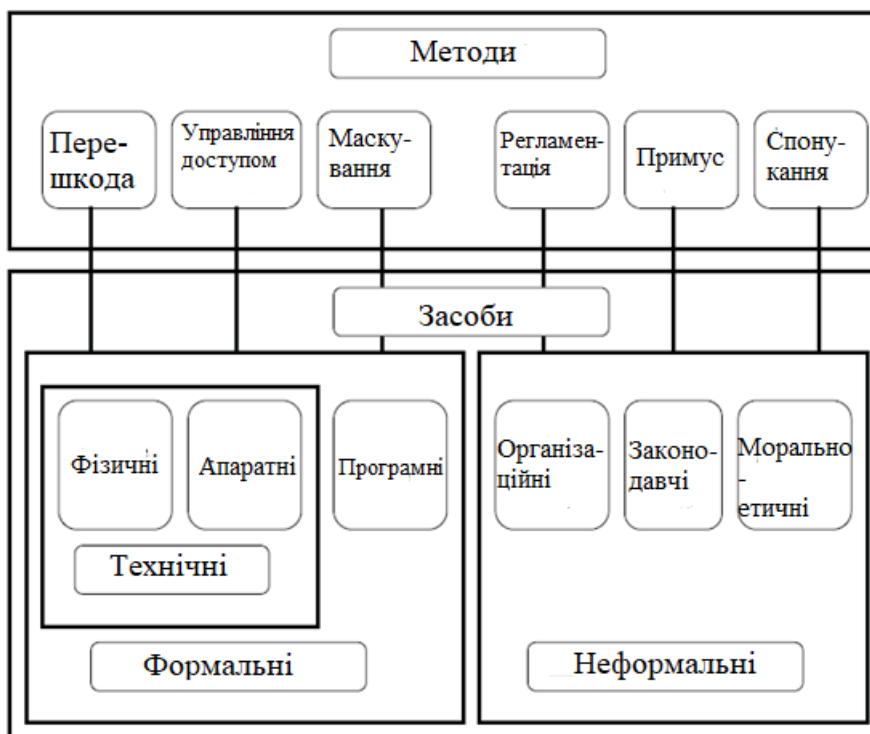 Методи
Пере-
шкода
Управління
доступом
Маску-
вання
Регламен-
тація
Примус
Спону-
кання
Засоби
Фізичні
Апаратні
Програмні
Організа-
ційні
Законо-
давчі
Морально
-
етичні
Технічні
Формальні
Неформальні